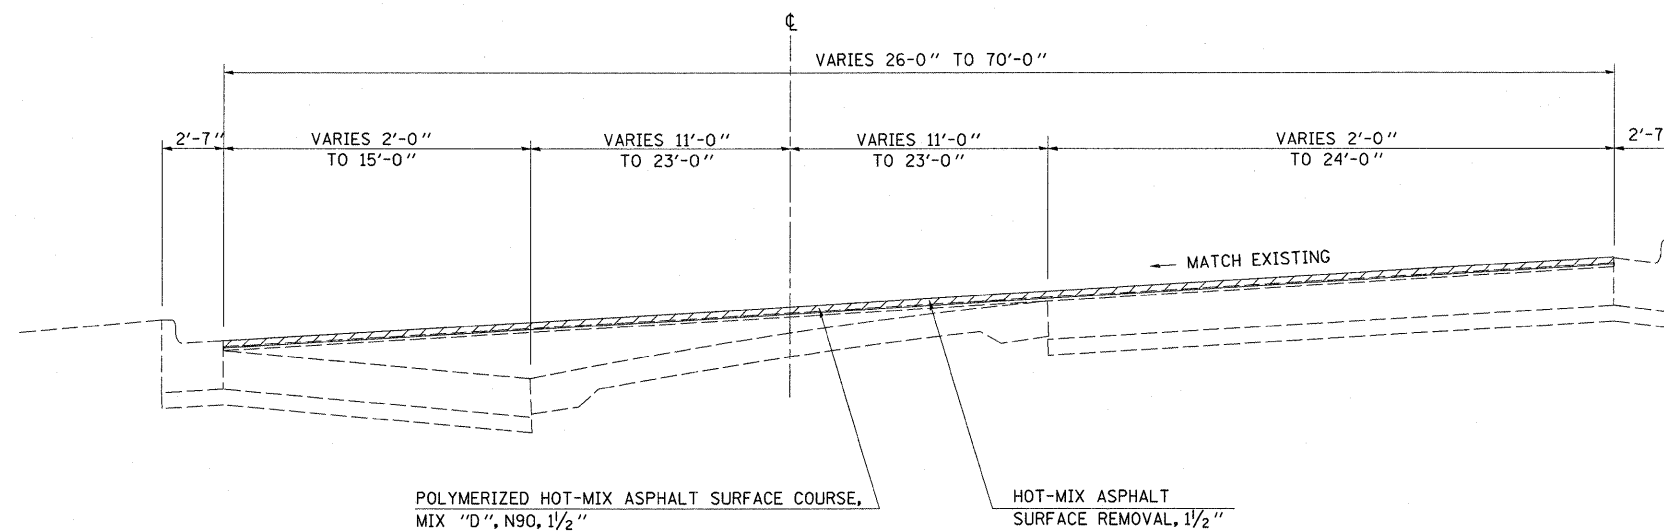 ℄
VARIES 26-0" TO 70'-0"
2'-7"
VARIES 2'-0"
TO 15'-0"
VARIES 11'-0"
TO 23'-0"
VARIES 11'-0"
TO 23'-0"
VARIES 2'-0"
TO 24'-0"
2'-7
MATCH EXISTING
POLYMERIZED HOT-MIX ASPHALT SURFACE COURSE,
MIX "D", N90, 1½"
HOT-MIX ASPHALT
SURFACE REMOVAL, 1½"